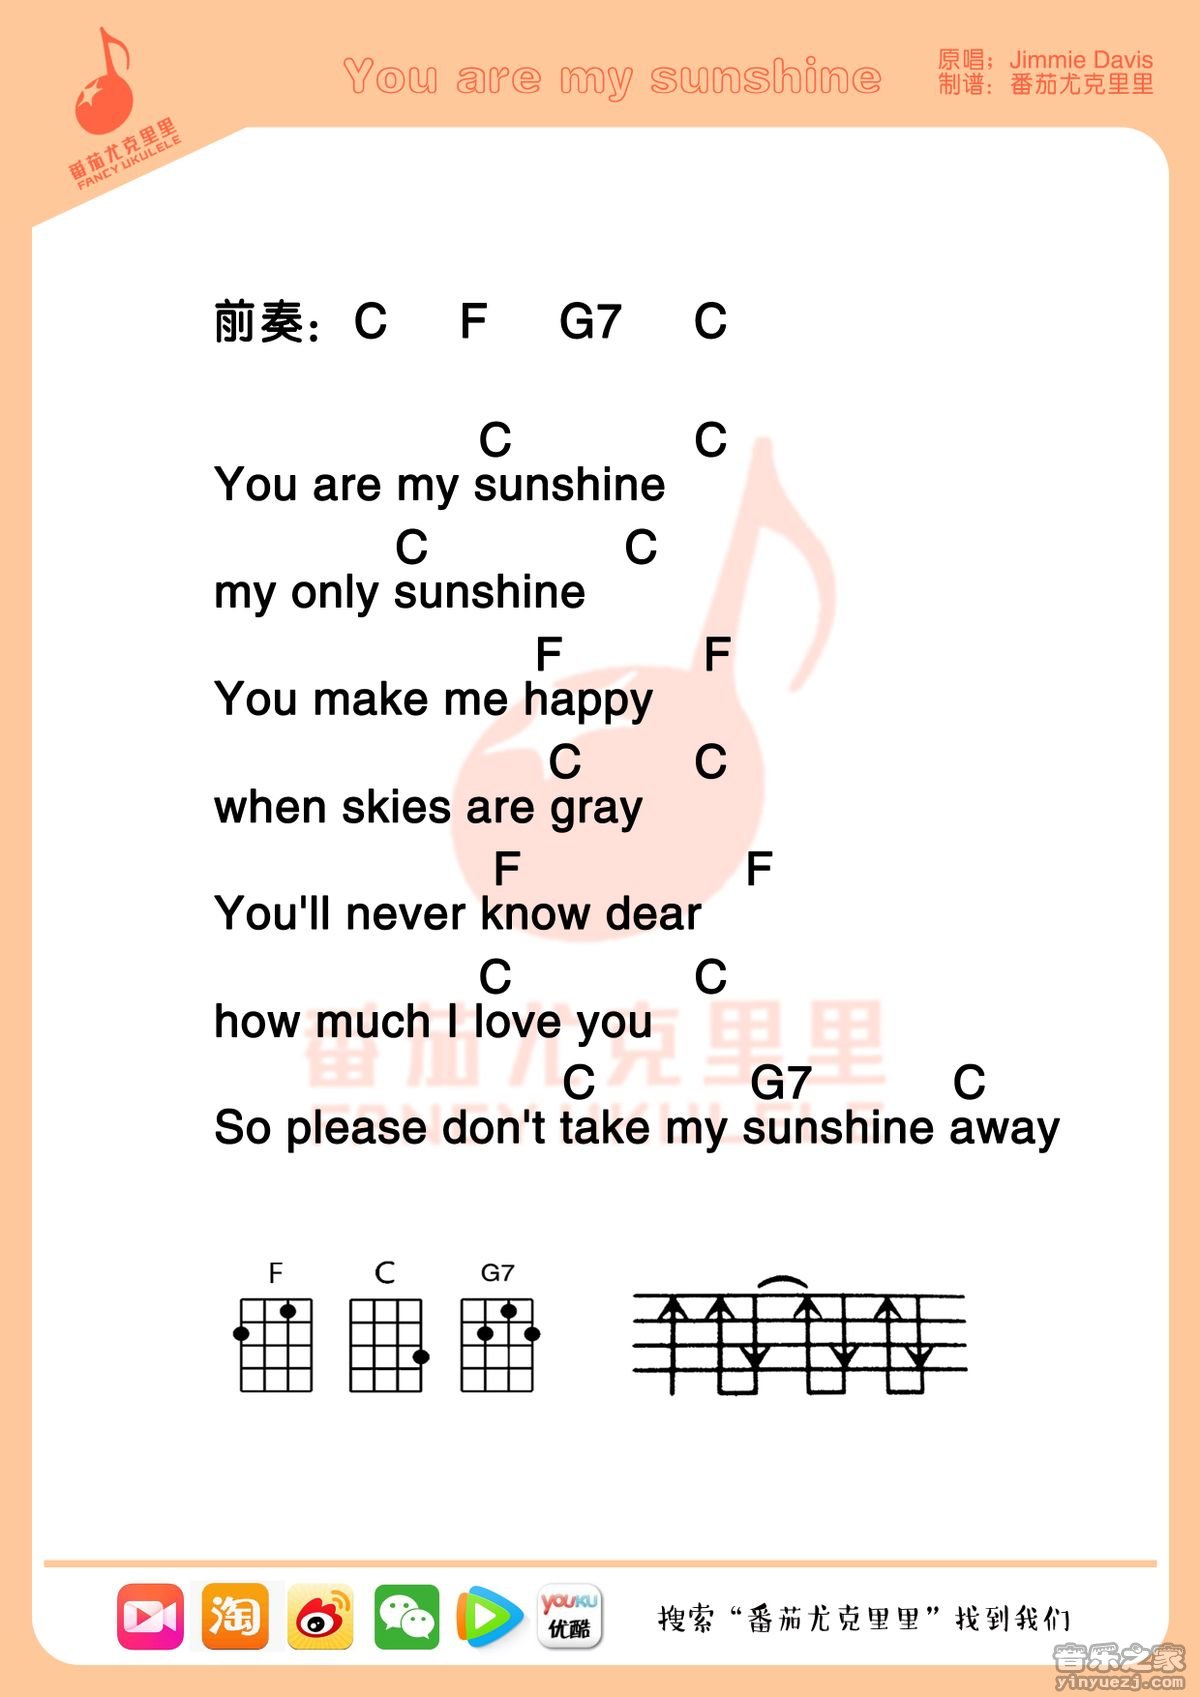 You are my sunshine
原唱；Jimmie Davis
制谱：番茄尤克里里
番茄尤克里里
FANCY UKULELE
前奏：C F G7 C
C C
You are my sunshine
C C
my only sunshine
F F
You make me happy
C C
when skies are gray
F F
You'll never know dear
C C
how much I love you
C G7 C
So please don't take my sunshine away
番茄尤克里里
FANCY UKULELE
F C G7
淘
YOUKU
优酷
搜索“番茄尤克里里”找到我们
音乐之家
yinyuezj.com